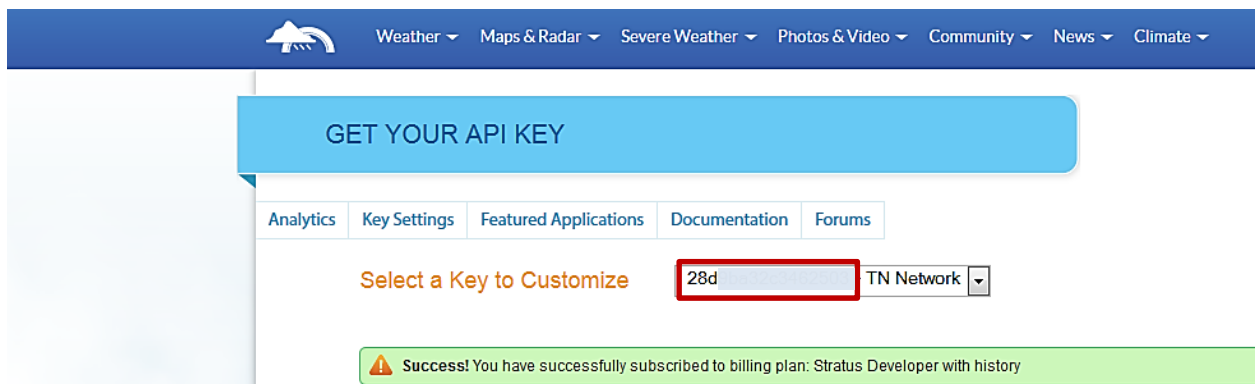 Weather Maps & Radar Severe Weather Photos & Video Community News Climate
GET YOUR API KEY
Analytics Key Settings Featured Applications Documentation Forums
Select a Key to Customize 28d - TN Network
Success! You have successfully subscribed to billing plan: Stratus Developer with history